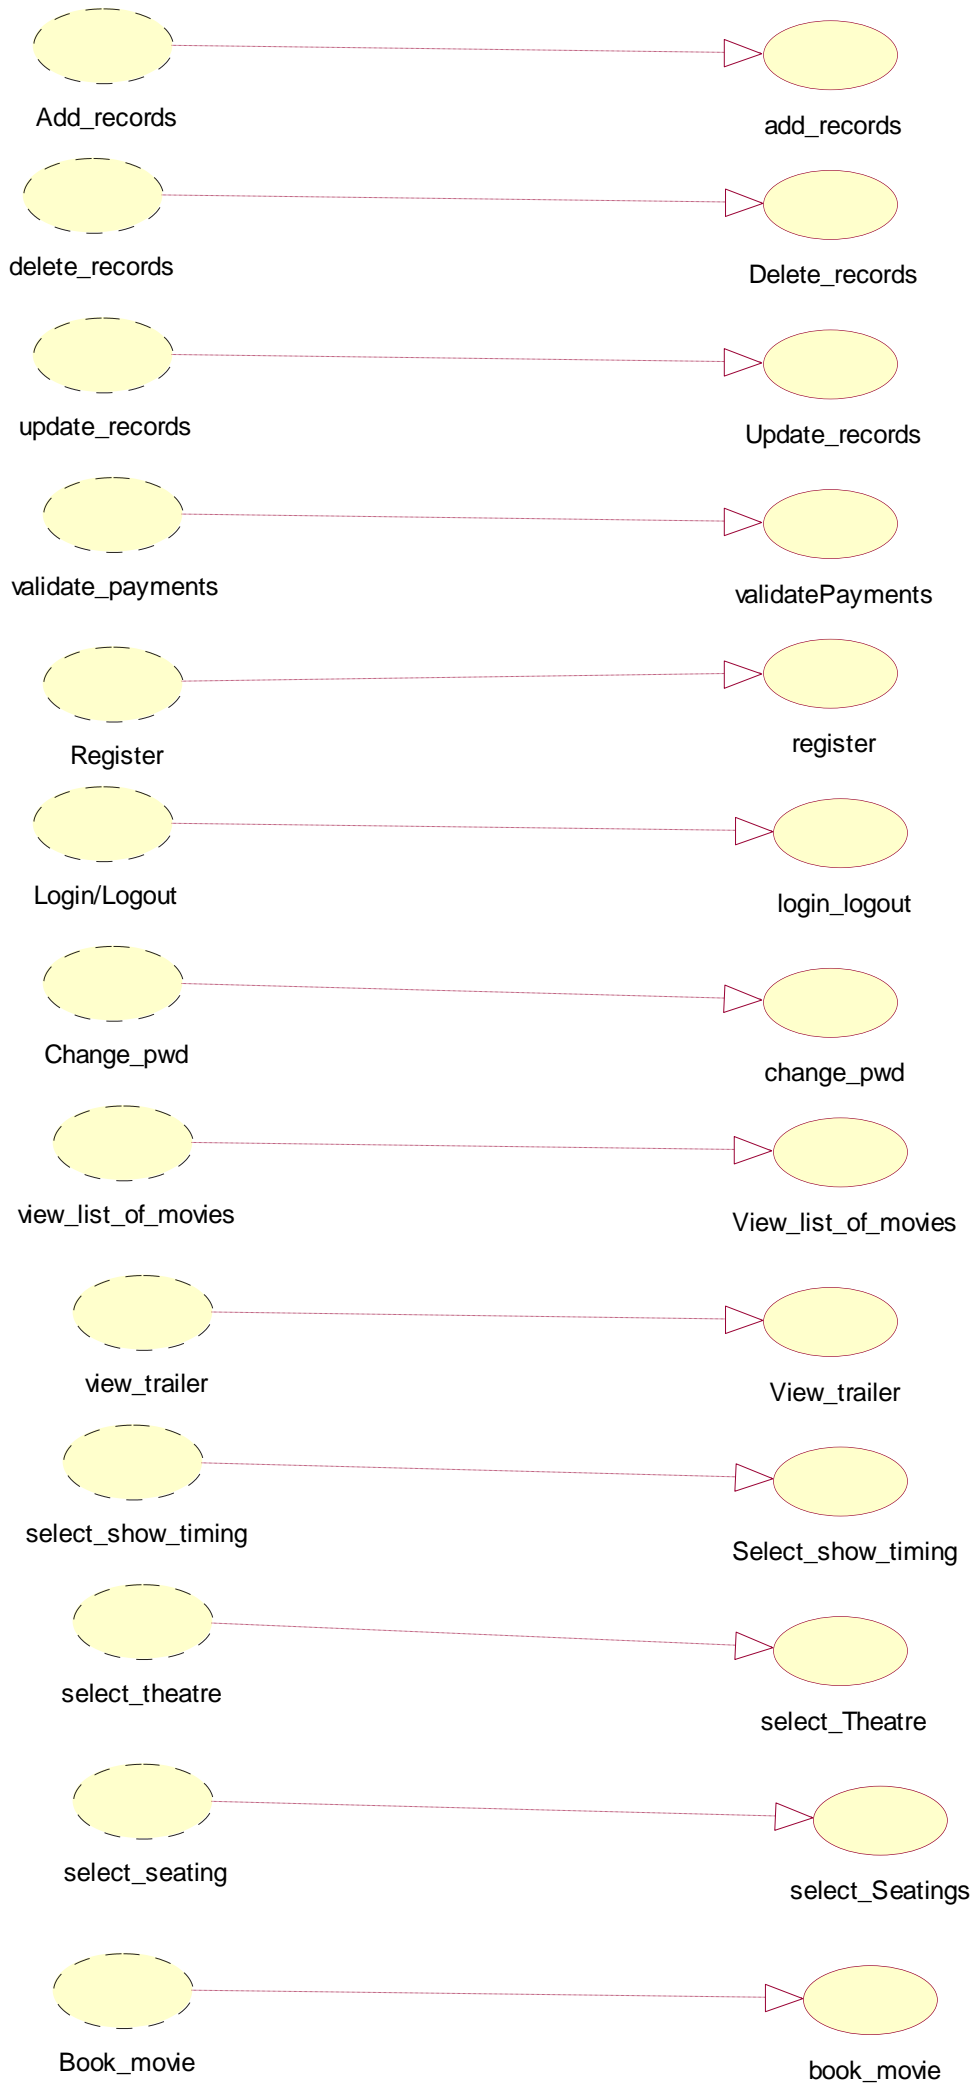 Add_records
add_records
delete_records
Delete_records
update_records
Update_records
validate_payments
validatePayments
Register
register
Login/Logout
login_logout
Change_pwd
change_pwd
view_list_of_movies
View_list_of_movies
view_trailer
View_trailer
select_show_timing
Select_show_timing
select_theatre
select_Theatre
select_seating
select_Seatings
Book_movie
book_movie